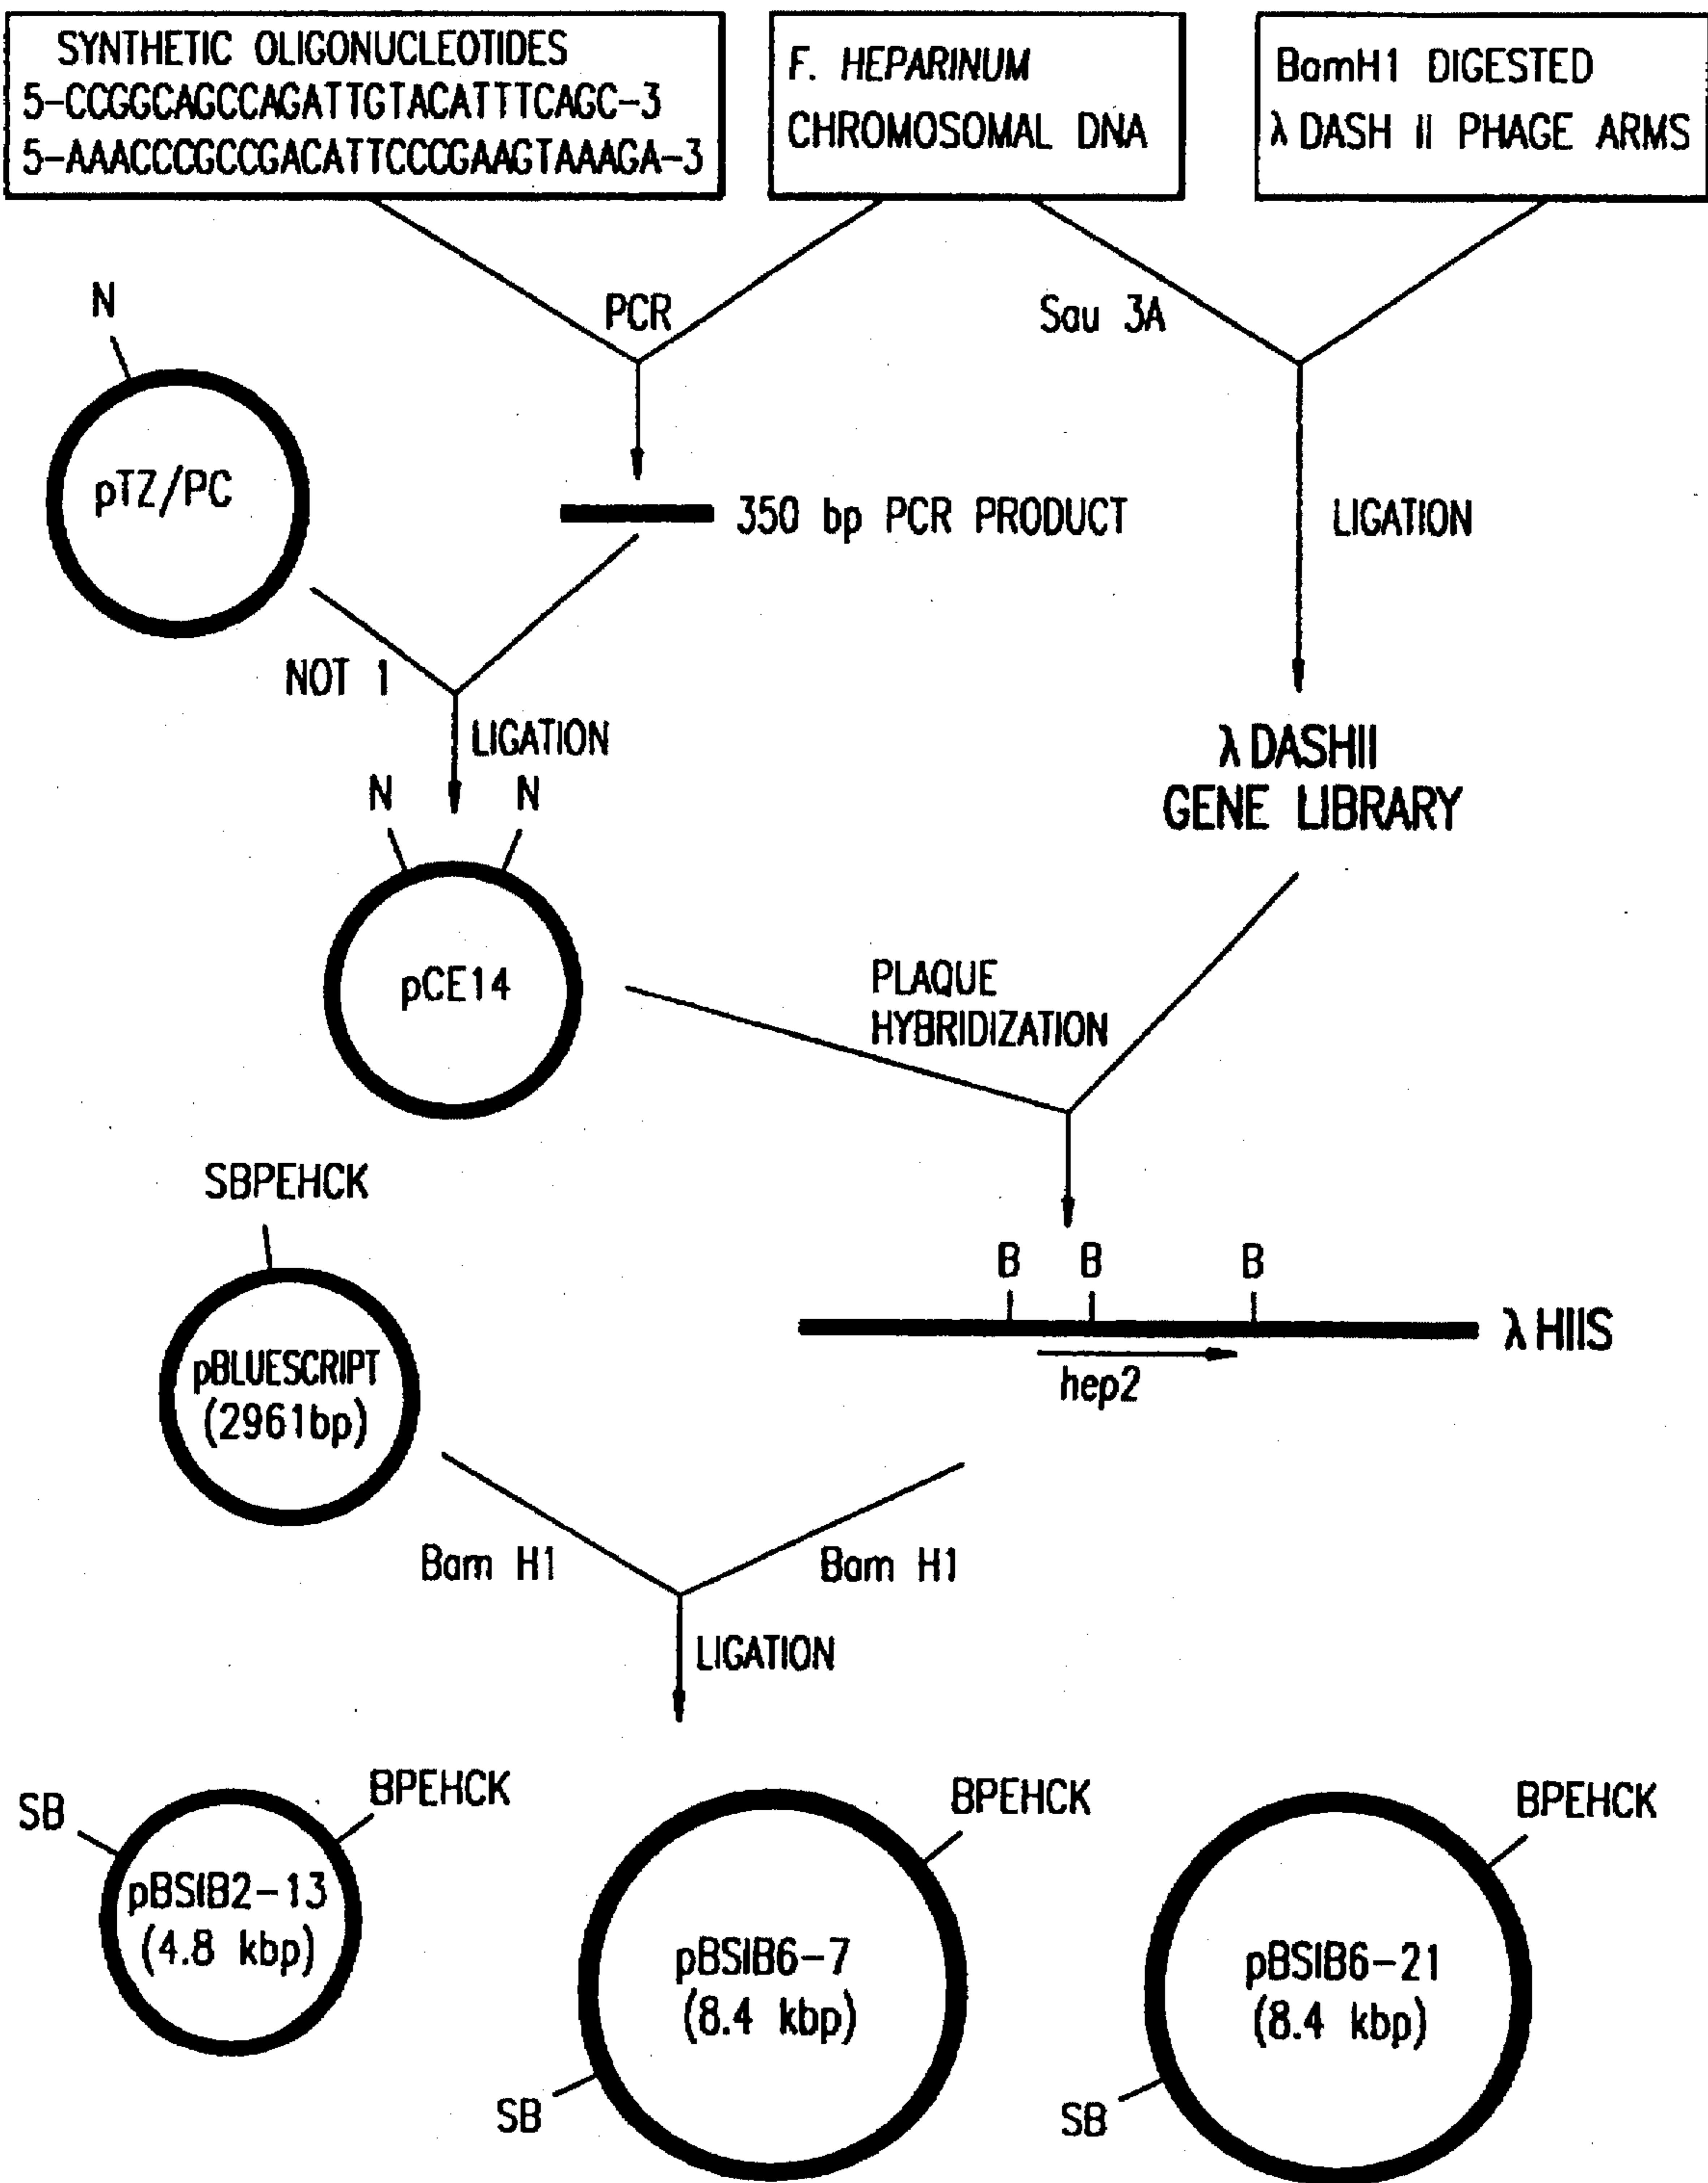 SYNTHETIC OLIGONUCLEOTIDES
5-CCGGCAGCCAGATTGTACATTTCAGC-3
5-AAACCCGCCGACATTCCCGAAGTAAAGA-3
F. HEPARINUM
CHROMOSOMAL DNA
BamH1 DIGESTED
λ DASH II PHAGE ARMS
N
PCR
Sau 3A
pTZ/PC
350 bp PCR PRODUCT
LIGATION
NOT 1
LIGATION
λ DASHII
GENE LIBRARY
N N
pCE14
PLAQUE
HYBRIDIZATION
SBPEHCK
B B B
λ HIIS
hep2
pBLUESCRIPT
(2961bp)
Bam H1
Bam H1
LIGATION
SB
BPEHCK
pBSIB2-13
(4.8 kbp)
BPEHCK
pBSIB6-7
(8.4 kbp)
SB
BPEHCK
pBSIB6-21
(8.4 kbp)
SB